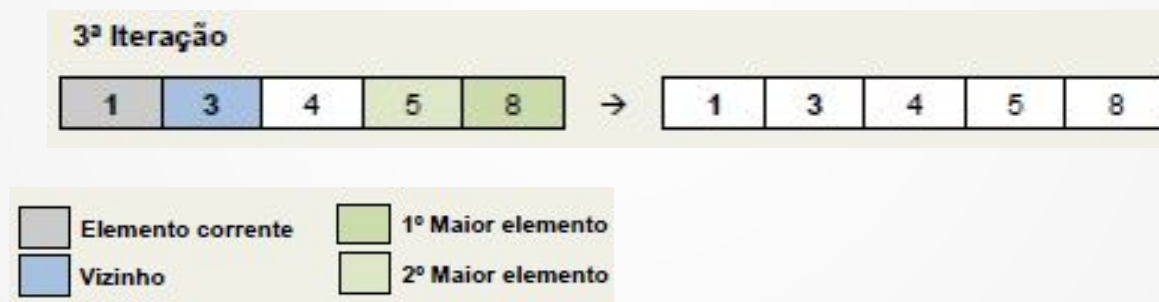 3ª Iteração
1 3 4 5 8 → 1 3 4 5 8
Elemento corrente 1º Maior elemento
Vizinho 2º Maior elemento